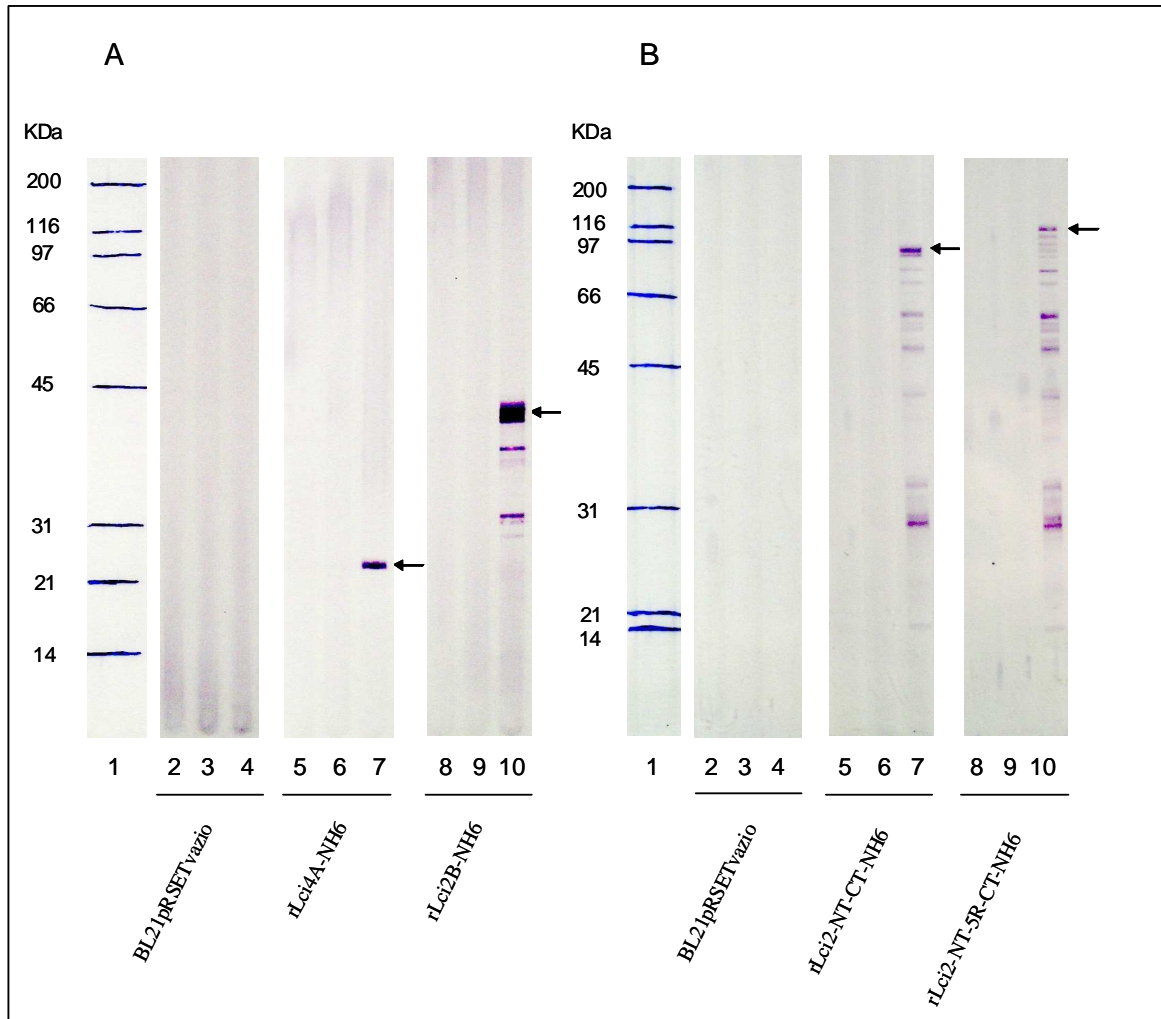 A
B
KDa
200
116
97
66
45
31
21
14
KDa
200
116
97
66
45
31
21
14
1 2 3 4 5 6 7 8 9 10
1 2 3 4 5 6 7 8 9 10
BL21pRSETvazio
rLci4A-NH6
rLci2B-NH6
BL21pRSETvazio
rLci2-NT-CT-NH6
rLci2-NT-5R-CT-NH6